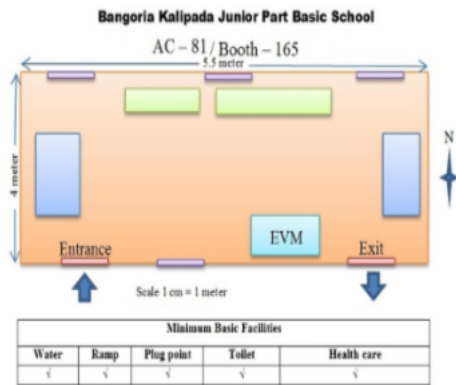 Bangoria Kalipada Junior Part Basic School
AC – 81/ Booth – 165
5.5 meter
4 meter
N
EVM
Entrance
Exit
Scale 1 cm = 1 meter
Minimum Basic Facilities
Water Ramp Plug point Toilet Health care
√ √ √ √ √